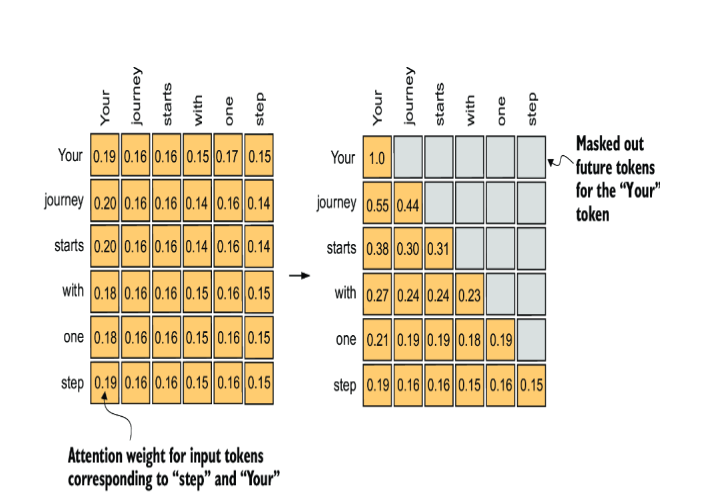 Your journey starts with one step
Your journey starts with one step
Your 0.19 0.16 0.16 0.15 0.17 0.15
journey 0.20 0.16 0.16 0.14 0.16 0.14
starts 0.20 0.16 0.16 0.14 0.16 0.14
with 0.18 0.16 0.16 0.15 0.16 0.15
one 0.18 0.16 0.16 0.15 0.16 0.15
step 0.19 0.16 0.16 0.15 0.16 0.15
Your 1.0
journey 0.55 0.44
starts 0.38 0.30 0.31
with 0.27 0.24 0.24 0.23
one 0.21 0.19 0.19 0.18 0.19
step 0.19 0.16 0.16 0.15 0.16 0.15
Masked out
future tokens
for the “Your”
token
Attention weight for input tokens
corresponding to “step” and “Your”